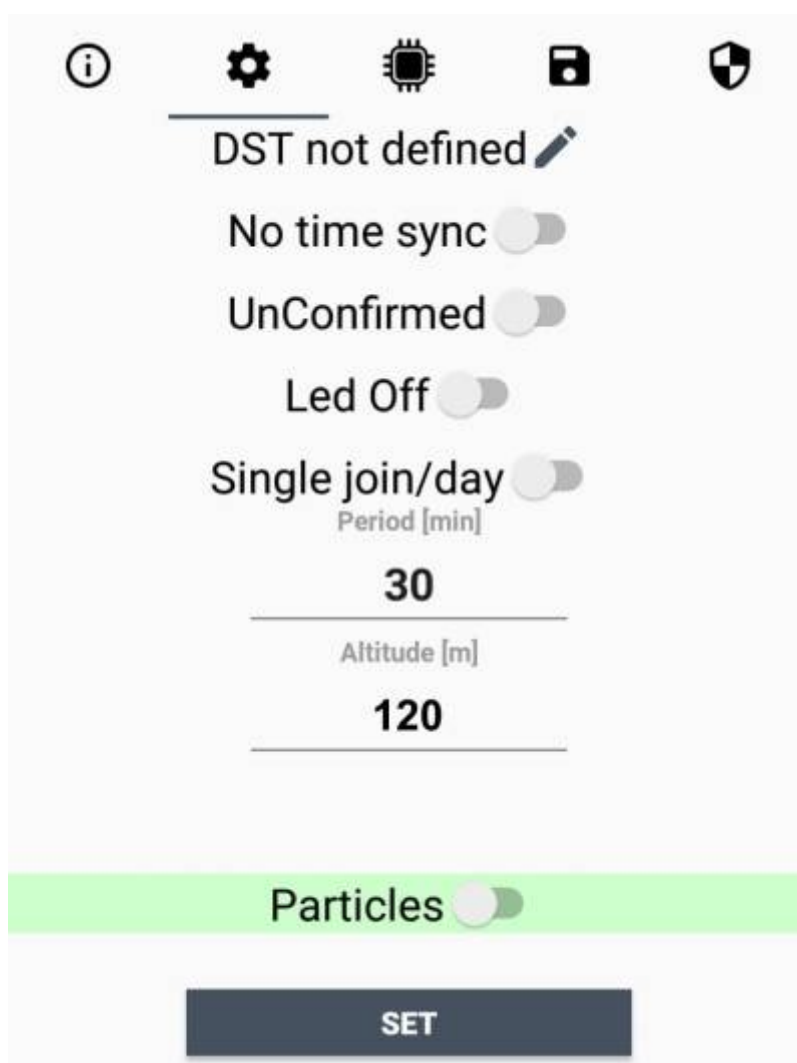 DST not defined
No time sync
UnConfirmed
Led Off
Single join/day
Period [min]
30
Altitude [m]
120
Particles
SET